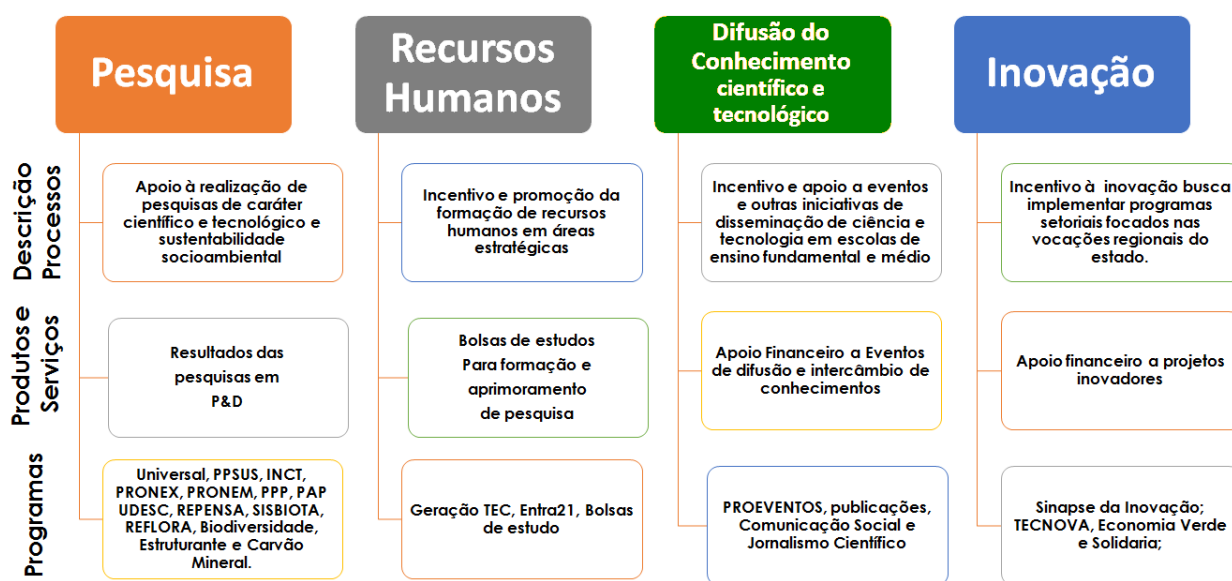 Pesquisa
Recursos
Humanos
Difusão do
Conhecimento
científico e
tecnológico
Inovação
Descrição
Processos
Apoio à realização de
pesquisas de caráter
científico e tecnológico e
sustentabilidade
socioambiental
Incentivo e promoção da
formação de recursos
humanos em áreas
estratégicas
Incentivo e apoio a eventos
e outras iniciativas de
disseminação de ciência e
tecnologia em escolas de
ensino fundamental e médio
Incentivo à inovação busca
implementar programas
setoriais focados nas
vocações regionais do
estado.
Produtos e
Serviços
Resultados das
pesquisas em
P&D
Bolsas de estudos
Para formação e
aprimoramento
de pesquisa
Apoio Financeiro a Eventos
de difusão e intercâmbio de
conhecimentos
Apoio financeiro a projetos
inovadores
Programas
Universal, PPSUS, INCT,
PRONEX, PRONEM, PPP, PAP
UDESC, REPENSA, SISBIOTA,
REFLORA, Biodiversidade,
Estruturante e Carvão
Mineral.
Geração TEC, Entra21, Bolsas
de estudo
PROEVENTOS, publicações,
Comunicação Social e
Jornalismo Científico
Sinapse da Inovação;
TECNOVA, Economia Verde
e Solidaria;